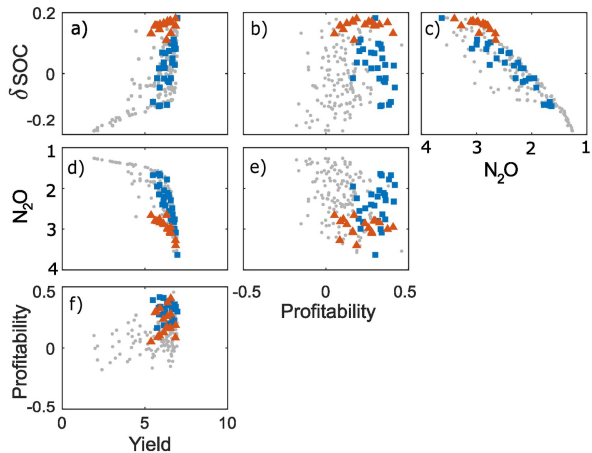 0.2
a)
b)
c)
δ SOC
0
-0.2
4
3
2
1
N₂O
1
d)
e)
N₂O
2
3
4
-0.5
0
0.5
Profitability
0.5
f)
Profitability
0
-0.5
0
5
10
Yield